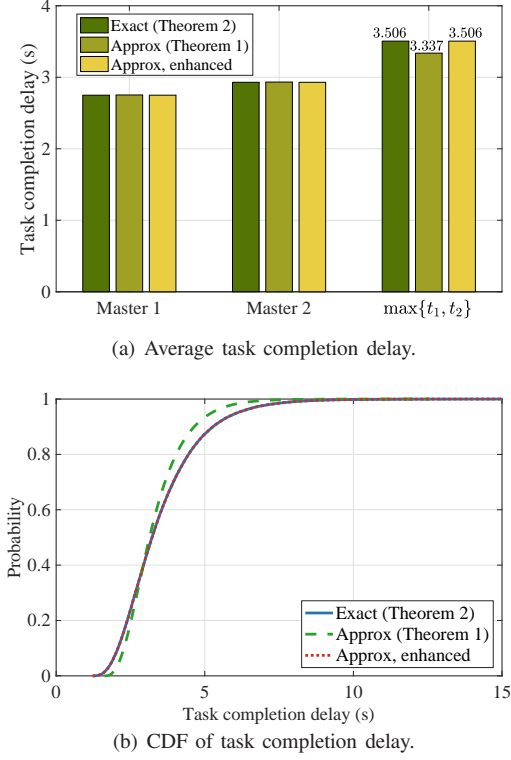 4
3
2
1
0
Task completion delay (s)
Exact (Theorem 2)
Approx (Theorem 1)
Approx, enhanced
3.506
3.337
3.506
Master 1
Master 2
max{t₁, t₂}
(a) Average task completion delay.
1
0.8
0.6
0.4
0.2
0
Probability
Exact (Theorem 2)
Approx (Theorem 1)
Approx, enhanced
0
5
10
15
Task completion delay (s)
(b) CDF of task completion delay.